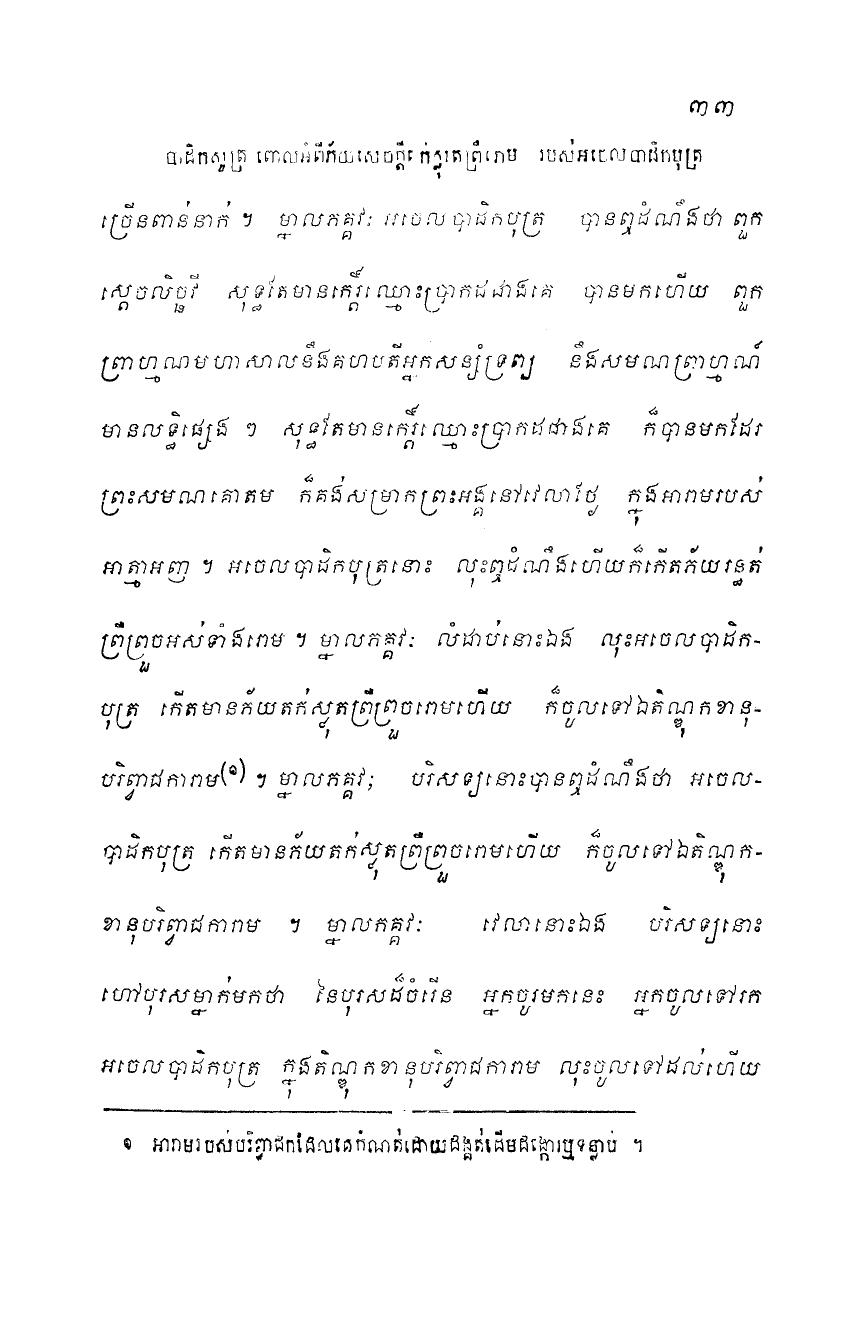 ៣៣
បាដិកសូត្រ ពោលអំពីភ័យសេចក្តីតក់ស្លុតព្រឺរោម របស់អចេលបាដិកបុត្រ
ច្រើនពាន់នាក់ ។ ម្នាលភគ្គវៈ អចេលបាដិកបុត្រ បានឮដំណឹងថា ពួក
ស្តេចលិច្ឆវី សុទ្ធតែមានកេរ្តិ៍ឈ្មោះប្រាកដជាងគេ បានមកហើយ ពួក
ព្រាហ្មណមហាសាលនឹងគហបតីអ្នកសន្សំទ្រព្យ នឹងសមណព្រាហ្មណ៍
មានលទ្ធិផ្សេង ៗ សុទ្ធតែមានកេរ្តិ៍ឈ្មោះប្រាកដជាងគេ ក៏បានមកដែរ
ព្រះសមណគោតម ក៏គង់សម្រាកព្រះអង្គនៅវេលាថ្ងៃ ក្នុងអារាមរបស់
អាត្មាអញ ។ អចេលបាដិកបុត្រនោះ លុះឮដំណឹងហើយក៏កើតភ័យរន្ធត់
ព្រឺព្រួចអស់ទាំងរោម ។ ម្នាលភគ្គវៈ លំដាប់នោះឯង លុះអចេលបាដិក-
បុត្រ កើតមានភ័យតក់ស្លុតព្រឺព្រួចរោមហើយ ក៏ចូលទៅឯតិណ្ឌុកខានុ-
បរិព្វាជការាម(១) ។ ម្នាលភគ្គវៈ បរិសទ្យនោះបានឮដំណឹងថា អចេល-
បាដិកបុត្រ កើតមានភ័យតក់ស្លុតព្រឺព្រួចរោមហើយ ក៏ចូលទៅឯតិណ្ឌុក-
ខានុបរិព្វាជការាម ។ ម្នាលភគ្គវៈ វេលានោះឯង បរិសទ្យនោះ
ហៅបុរសម្នាក់មកថា នៃបុរសដ៏ចំរើន អ្នកចូរមកនេះ អ្នកចូលទៅរក
អចេលបាដិកបុត្រ ក្នុងតិណ្ឌុកខានុបរិព្វាជការាម លុះចូលទៅដល់ហើយ
១ អារាមរបស់បរិព្វាជកដែលគេកំណត់ដោយដង្គត់ដើមដង្កោឬទន្លាប់ ។